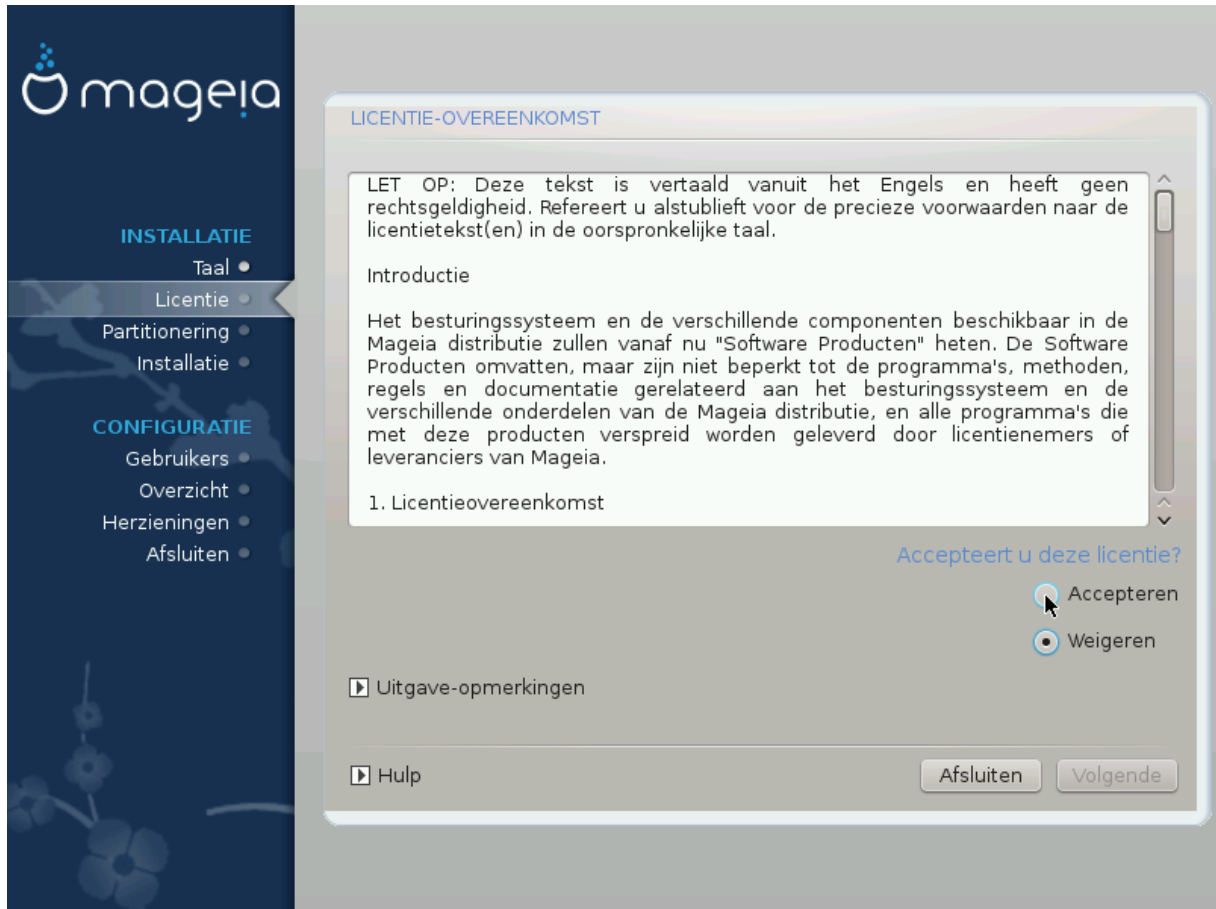 mageia
INSTALLATIE
Taal
Licentie
Partitionering
Installatie
CONFIGURATIE
Gebruikers
Overzicht
Herzieningen
Afsluiten
LICENTIE-OVEREENKOMST
LET OP: Deze tekst is vertaald vanuit het Engels en heeft geen
rechtsgeldigheid. Refereert u alstublieft voor de precieze voorwaarden naar de
licentietekst(en) in de oorspronkelijke taal.
Introductie
Het besturingssysteem en de verschillende componenten beschikbaar in de
Mageia distributie zullen vanaf nu "Software Producten" heten. De Software
Producten omvatten, maar zijn niet beperkt tot de programma's, methoden,
regels en documentatie gerelateerd aan het besturingssysteem en de
verschillende onderdelen van de Mageia distributie, en alle programma's die
met deze producten verspreid worden geleverd door licentienemers of
leveranciers van Mageia.
1. Licentieovereenkomst
Accepteert u deze licentie?
Accepteren
Weigeren
Uitgave-opmerkingen
Hulp
Afsluiten
Volgende